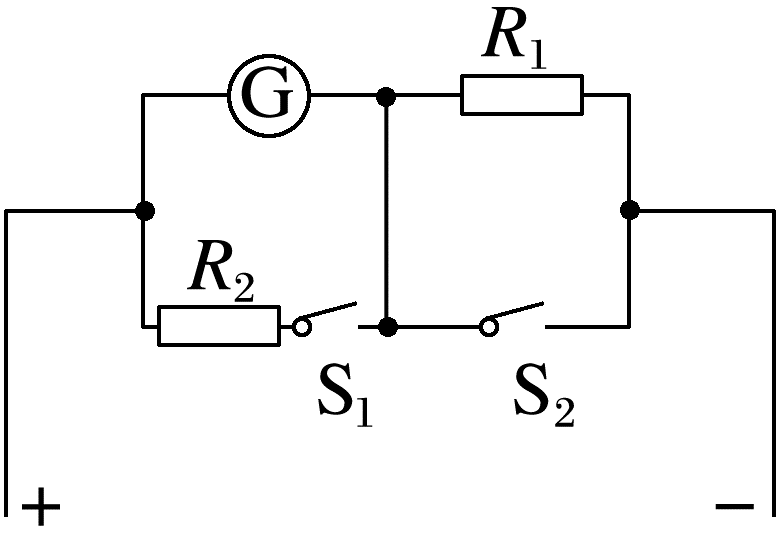 R₁
G
R₂
S₁
S₂
+
−